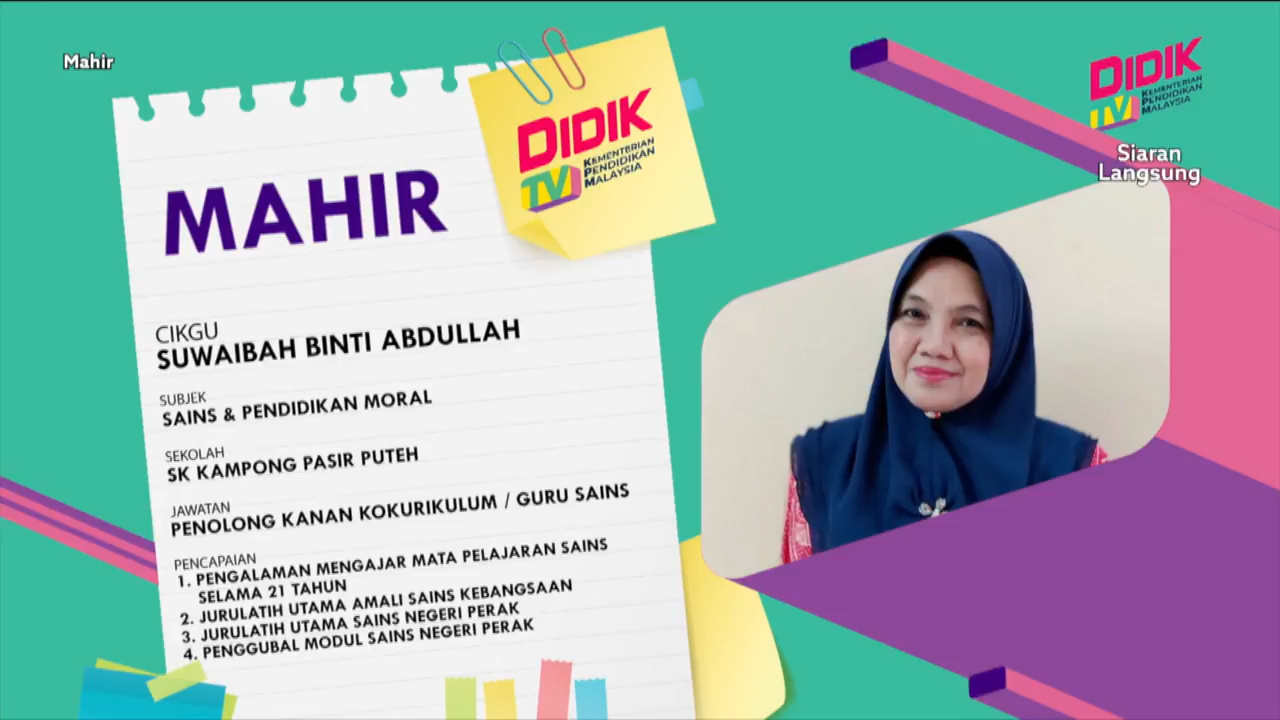 Mahir
DIDIK
TV KEMENTERIAN
PENDIDIKAN
MALAYSIA
Siaran
Langsung
DIDIK
TV KEMENTERIAN
PENDIDIKAN
MALAYSIA
MAHIR
CIKGU
SUWAIBAH BINTI ABDULLAH
SUBJEK
SAINS & PENDIDIKAN MORAL
SEKOLAH
SK KAMPONG PASIR PUTEH
JAWATAN
PENOLONG KANAN KOKURIKULUM / GURU SAINS
PENCAPAIAN
1. PENGALAMAN MENGAJAR MATA PELAJARAN SAINS
SELAMA 21 TAHUN
2. JURULATIH UTAMA AMALI SAINS KEBANGSAAN
3. JURULATIH UTAMA SAINS NEGERI PERAK
4. PENGGUBAL MODUL SAINS NEGERI PERAK